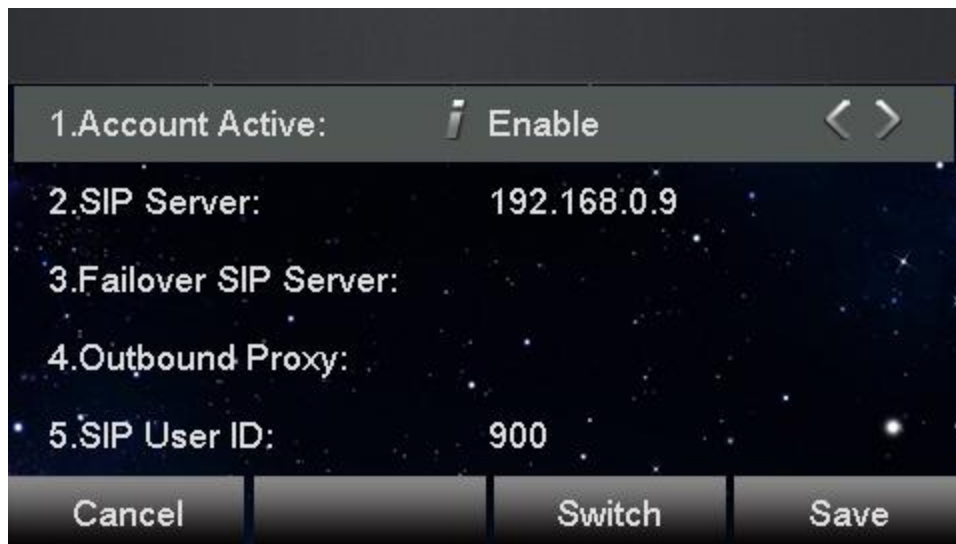 1.Account Active: i Enable < >
2.SIP Server: 192.168.0.9
3.Failover SIP Server:
4.Outbound Proxy:
5.SIP User ID: 900
Cancel Switch Save